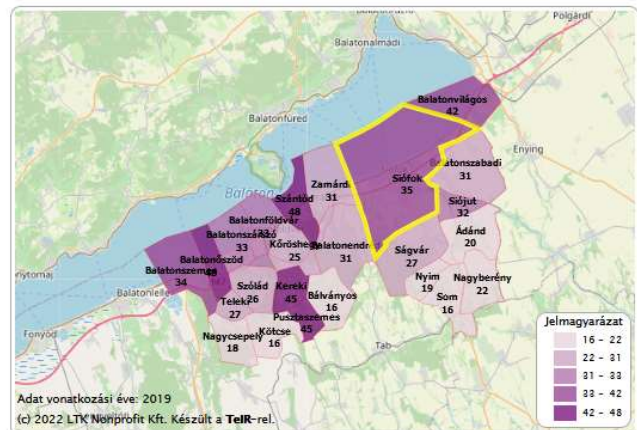 Polgárdi
Balatonalmádi
Balatonfüred
Balatonvilágos
42
Enying
Balatonszabadi
31
Zamárdi
31
Siófok
35
Balaton
Szántód
48
Siójut
32
Balatonföldvár
Balatonszárszó
33
Kőröshegy
25
Balatonendréd
31
Ságvár
27
Ádánd
20
Balatonőszöd
48
Balatonszemes
34
Szólád
26
Kereki
45
Bálványos
16
Nyim
19
Nagyberény
22
Som
16
Balatonlelle
Teleki
27
Pusztaszemes
45
Kötcse
16
Nagycsepely
18
Fonyód
Tab
Jelmagyarázat
16 - 22
22 - 31
31 - 33
33 - 42
42 - 48
Adat vonatkozási éve: 2019
(c) 2022 LTK Nonprofit Kft. Készült a TeIR-rel.